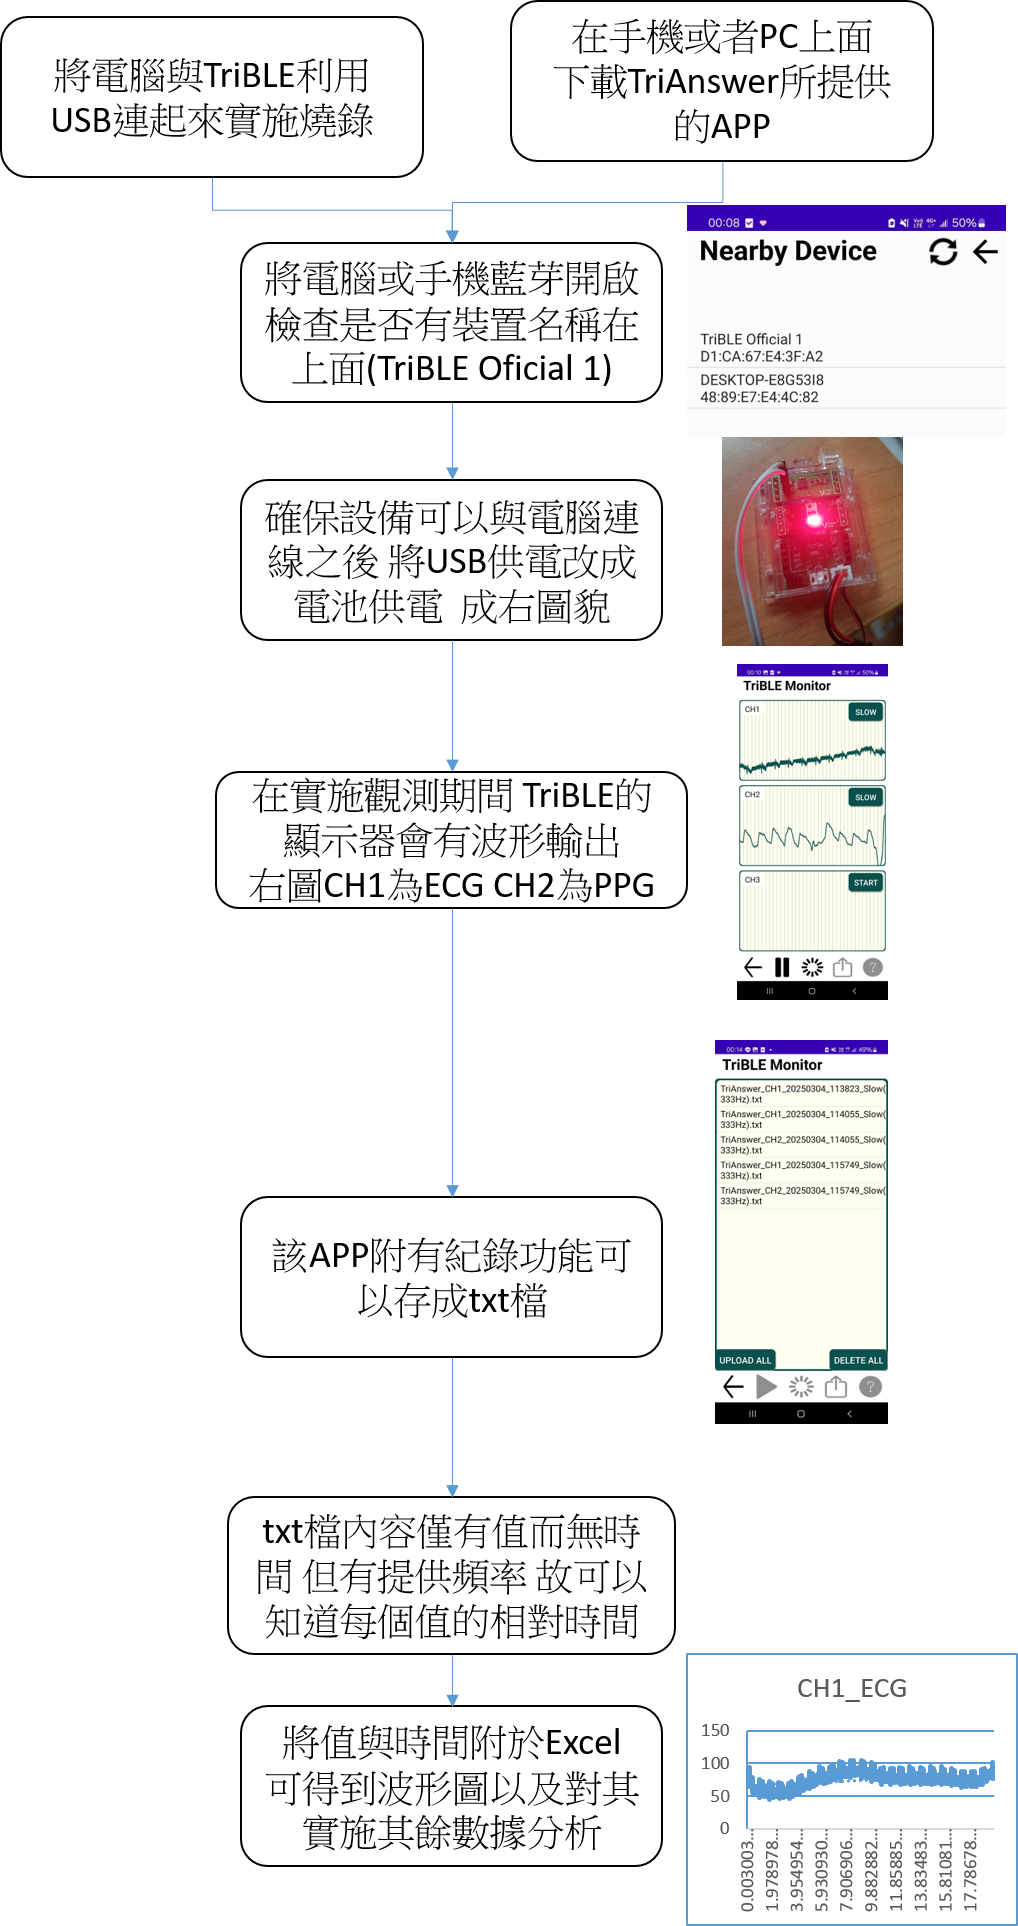 將電腦與TriBLE利用
USB連起來實施燒錄
在手機或者PC上面
下載TriAnswer所提供
的APP
將電腦或手機藍芽開啟
檢查是否有裝置名稱在
上面(TriBLE Oficial 1)
00:08
50%
Nearby Device
TriBLE Official 1
D1:CA:67:E4:3F:A2
DESKTOP-E8G53I8
48:89:E7:E4:4C:82
確保設備可以與電腦連
線之後 將USB供電改成
電池供電 成右圖貌
在實施觀測期間 TriBLE的
顯示器會有波形輸出
右圖CH1為ECG CH2為PPG
00:10
50%
TriBLE Monitor
CH1
SLOW
CH2
SLOW
CH3
START
該APP附有紀錄功能可
以存成txt檔
00:14
49%
TriBLE Monitor
TriAnswer_CH1_20250304_113823_Slow(
333Hz).txt
TriAnswer_CH1_20250304_114055_Slow(
333Hz).txt
TriAnswer_CH2_20250304_114055_Slow(
333Hz).txt
TriAnswer_CH1_20250304_115749_Slow(
333Hz).txt
TriAnswer_CH2_20250304_115749_Slow(
333Hz).txt
UPLOAD ALL
DELETE ALL
txt檔內容僅有值而無時
間 但有提供頻率 故可以
知道每個值的相對時間
將值與時間附於Excel
可得到波形圖以及對其
實施其餘數據分析
CH1_ECG
150
100
50
0
0.003003...
1.978978...
3.954954...
5.930930...
7.906906...
9.882882...
11.85885...
13.83483...
15.81081...
17.78678...